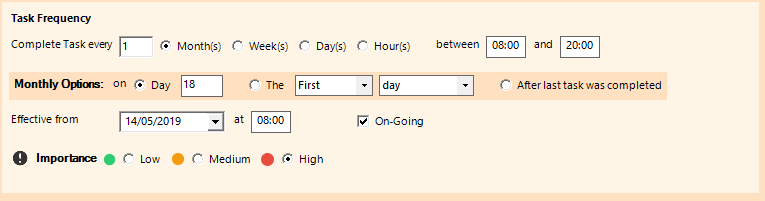 Task Frequency
Complete Task every 1 Month(s) Week(s) Day(s) Hour(s) between 08:00 and 20:00
Monthly Options: on Day 18 The First day After last task was completed
Effective from 14/05/2019 at 08:00 On-Going
Importance Low Medium High